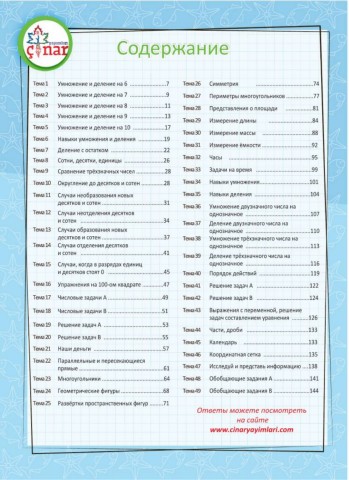 çınar
Содержание
Тема 1 Умножение и деление на 6 7
Тема 2 Умножение и деление на 7 9
Тема 3 Умножение и деление на 8 11
Тема 4 Умножение и деление на 9 13
Тема 5 Умножение и деление на 10 17
Тема 6 Навыки умножения и деления 19
Тема 7 Деление с остатком 22
Тема 8 Сотни, десятки, единицы 26
Тема 9 Сравнение трёхзначных чисел 28
Тема 10 Округление до десятков и сотен 28
Тема 11 Случаи необразования новых
десятков и сотен 31
Тема 12 Случаи неотделения десятков
и сотен 34
Тема 13 Случаи образования новых
десятков и сотен 37
Тема 14 Случаи отделения десятков
и сотен 41
Тема 15 Случаи, когда в разрядах единиц
и десятков стоят 0 45
Тема 16 Упражнения на 100-ом квадрате 47
Тема 17 Числовые задачи А 49
Тема 18 Числовые задачи В 51
Тема 19 Решение задач А 53
Тема 20 Решение задач В 55
Тема 21 Наши деньги 57
Тема 22 Параллельные и пересекающиеся
прямые 61
Тема 23 Многоугольники 64
Тема 24 Геометрические фигуры 68
Тема 25 Развёртки пространственных фигур 71
Тема 26 Симметрия 74
Тема 27 Периметры многоугольников 77
Тема 28 Представления о площади 81
Тема 29 Измерение длины 84
Тема 30 Измерение массы 88
Тема 31 Измерение ёмкости 92
Тема 32 Часы 95
Тема 33 Задачи на время 99
Тема 34 Навыки умножения 101
Тема 35 Навыки деления 104
Тема 36 Умножение двузначного числа на
однозначное 107
Тема 37 Деление двузначного числа на
однозначное 110
Тема 38 Умножение трёхзначного числа на
однозначное 113
Тема 39 Деление трёхзначного числа на
однозначное 116
Тема 40 Порядок действий 119
Тема 41 Решение задач А 122
Тема 42 Решение задач В 124
Тема 43 Выражения с переменной, решение
задач составлением уравнения 126
Тема 44 Части, дроби 133
Тема 45 Календарь 133
Тема 46 Координатная сетка 135
Тема 47 Исследуй и представь информацию 138
Тема 48 Обобщающие задания А 141
Тема 49 Обобщающие задания В 144
Ответы можете посмотреть
на сайте
www.cinaryayimlari.com